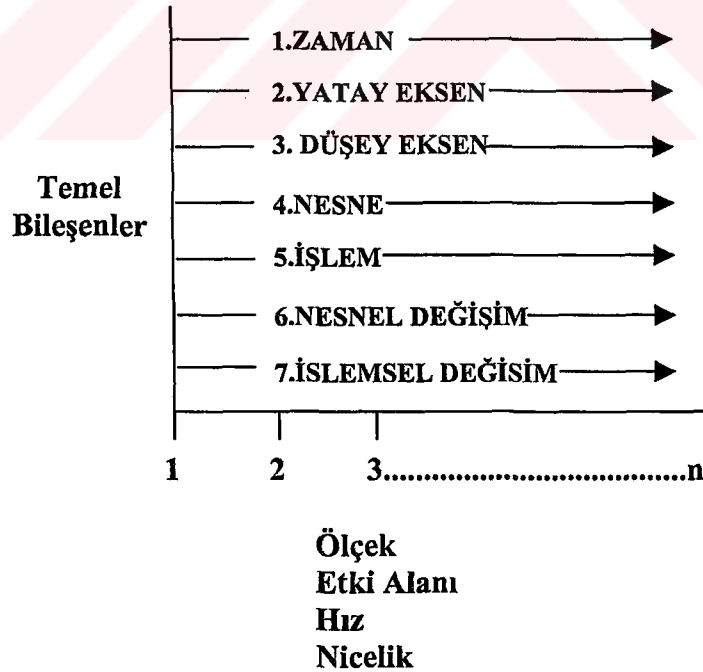 1.ZAMAN
2.YATAY EKSEN
3. DÜŞEY EKSEN
Temel
Bileşenler
4.NESNE
5.İŞLEM
6.NESNEL DEĞİŞİM
7.İSLEMSEL DEĞİSİM
1 2 3..................................n
Ölçek
Etki Alanı
Hız
Nicelik